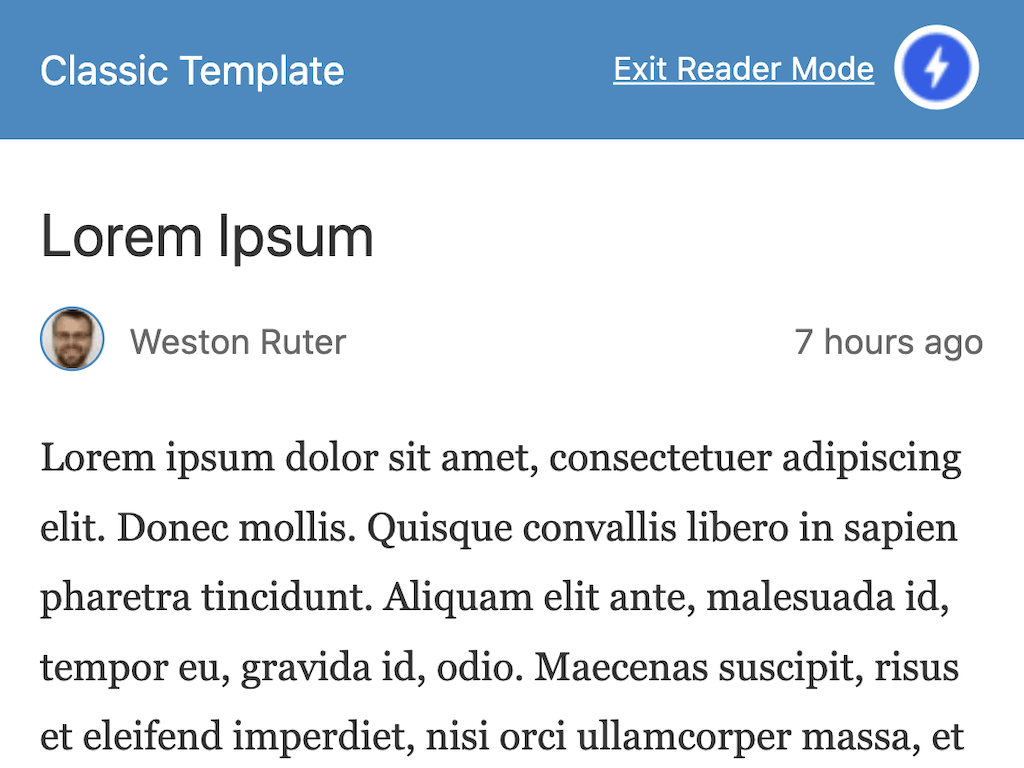 Classic Template
Exit Reader Mode
Lorem Ipsum
Weston Ruter
7 hours ago
Lorem ipsum dolor sit amet, consectetuer adipiscing
elit. Donec mollis. Quisque convallis libero in sapien
pharetra tincidunt. Aliquam elit ante, malesuada id,
tempor eu, gravida id, odio. Maecenas suscipit, risus
et eleifend imperdiet, nisi orci ullamcorper massa, et